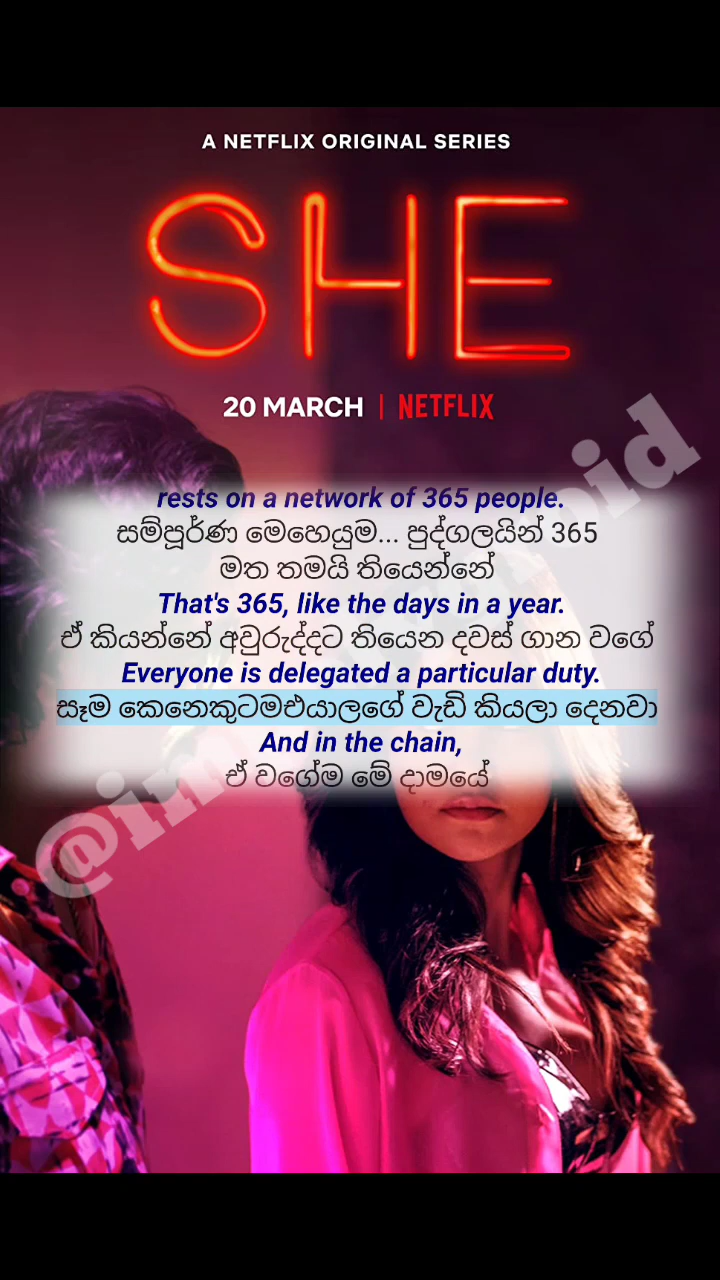 A NETFLIX ORIGINAL SERIES
SHE
20 MARCH | NETFLIX
rests on a network of 365 people.
සම්පූර්ණ මෙහෙයුම... පුද්ගලයින් 365
මත තමයි තියෙන්නේ
That's 365, like the days in a year.
ඒ කියන්නේ අවුරුද්දට තියෙන දවස් ගාන වගේ
Everyone is delegated a particular duty.
සෑම කෙනෙකුටමඑයාලගේ වැඩි කියලා දෙනවා
And in the chain,
ඒ වගේම මේ දාමයේ